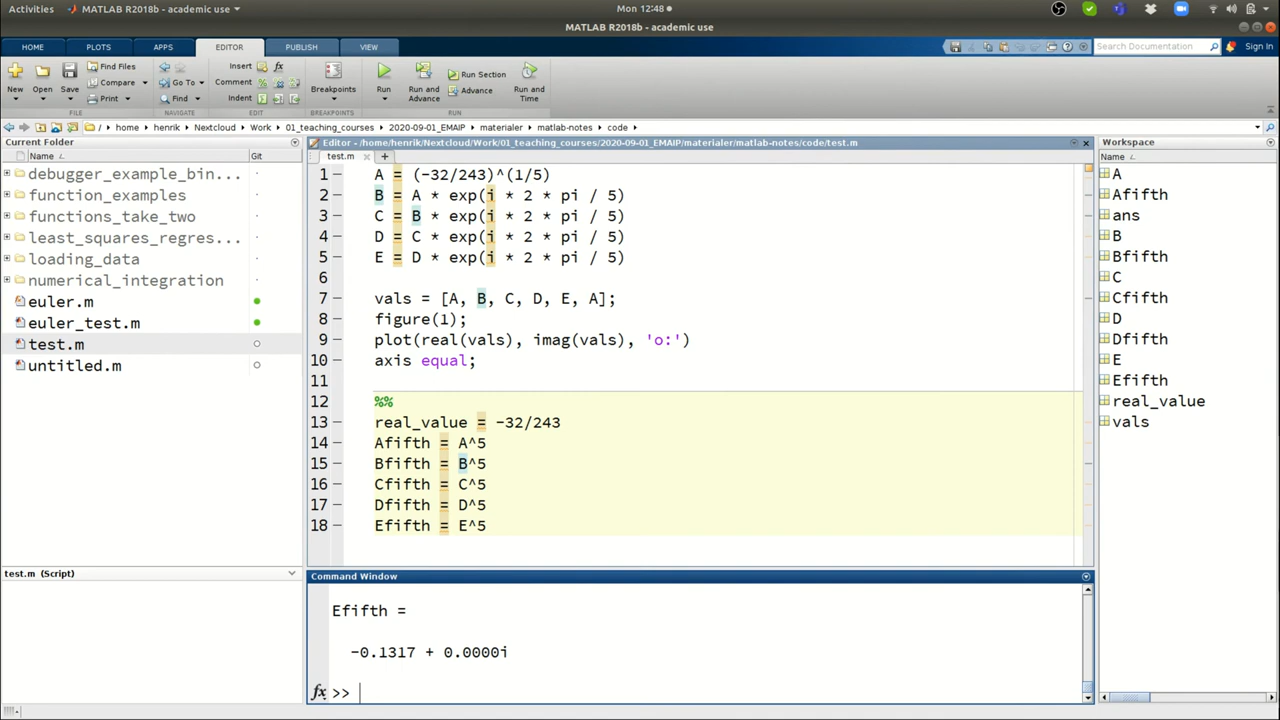 Activities MATLAB R2018b - academic use Mon 12:48
MATLAB R2018b - academic use
HOME PLOTS APPS EDITOR PUBLISH VIEW Search Documentation Sign In
New Open Save Find Files Compare Print
Go To Find
Insert fx
Comment
Indent
Breakpoints Run Run and Advance Run Section Advance Run and Time
FILE NAVIGATE EDIT BREAKPOINTS RUN
/ home henrik Nextcloud Work 01_teaching_courses 2020-09-01_EMAIP materialer matlab-notes code
Current Folder
Name Git
debugger_example_bin...
function_examples
functions_take_two
least_squares_regres...
loading_data
numerical_integration
euler.m
euler_test.m
test.m
untitled.m
test.m (Script)
Editor - /home/henrik/Nextcloud/Work/01_teaching_courses/2020-09-01_EMAIP/materialer/matlab-notes/code/test.m
test.m
1 A = (-32/243)^(1/5)
2 B = A * exp(i * 2 * pi / 5)
3 C = B * exp(i * 2 * pi / 5)
4 D = C * exp(i * 2 * pi / 5)
5 E = D * exp(i * 2 * pi / 5)
6
7 vals = [A, B, C, D, E, A];
8 figure(1);
9 plot(real(vals), imag(vals), 'o:')
10 axis equal;
11
12 %%
13 real_value = -32/243
14 Afifth = A^5
15 Bfifth = B^5
16 Cfifth = C^5
17 Dfifth = D^5
18 Efifth = E^5
Command Window
Efifth =
-0.1317 + 0.0000i
fx >>
Workspace
Name
A
Afifth
ans
B
Bfifth
C
Cfifth
D
Dfifth
E
Efifth
real_value
vals